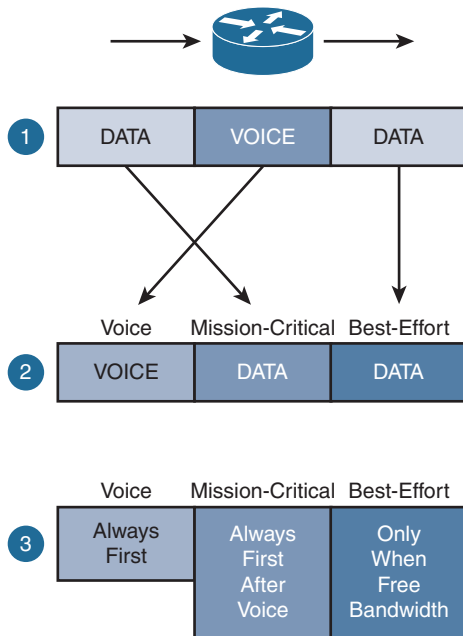 1
DATA VOICE DATA
Voice Mission-Critical Best-Effort
2
VOICE DATA DATA
Voice Mission-Critical Best-Effort
3
Always
First
Always
First
After
Voice
Only
When
Free
Bandwidth